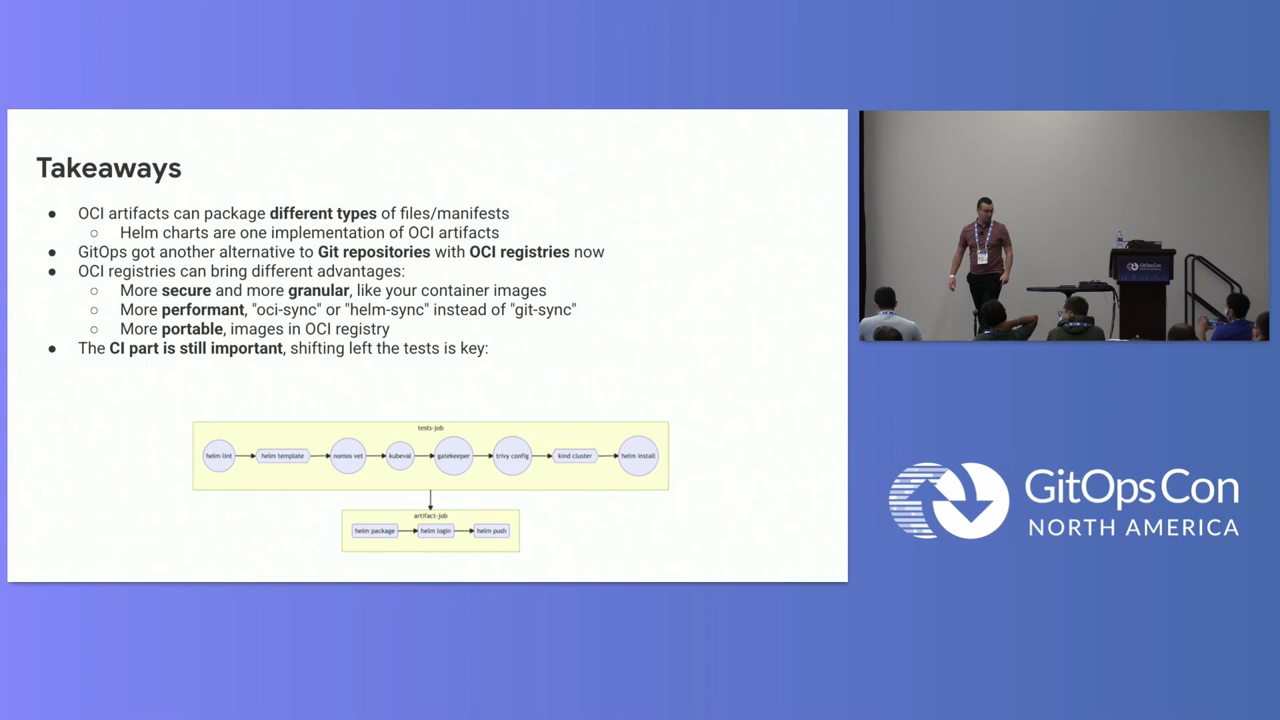 Takeaways
● OCI artifacts can package different types of files/manifests
○ Helm charts are one implementation of OCI artifacts
● GitOps got another alternative to Git repositories with OCI registries now
● OCI registries can bring different advantages:
○ More secure and more granular, like your container images
○ More performant, "oci-sync" or "helm-sync" instead of "git-sync"
○ More portable, images in OCI registry
● The CI part is still important, shifting left the tests is key:
tests-job
helm lint
helm template
nomos vet
kubeval
gatekeeper
trivy config
kind cluster
helm install
artifact-job
helm package
helm login
helm push
GitOpsCon
GitOpsCon
NORTH AMERICA